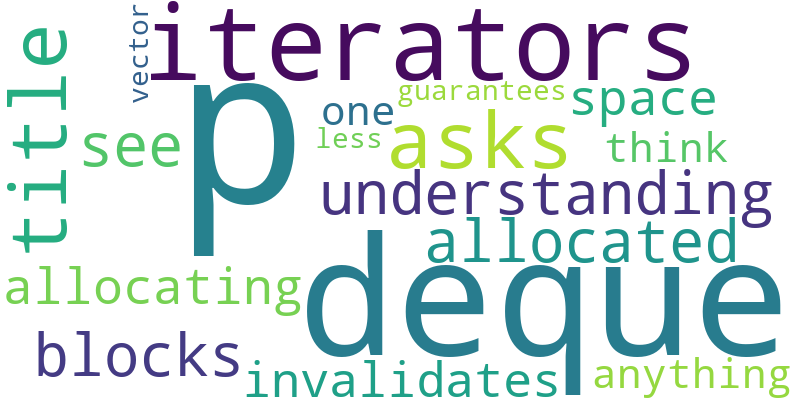 vector
iterators
title
p
guarantees
one
space
less
asks
see
think
understanding
allocated
deque
allocating
blocks
invalidates
anything